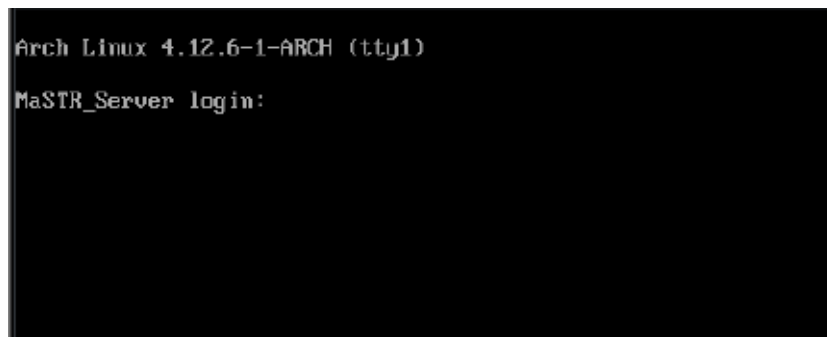 Arch Linux 4.12.6-1-ARCH (tty1)
MaSTR_Server login: